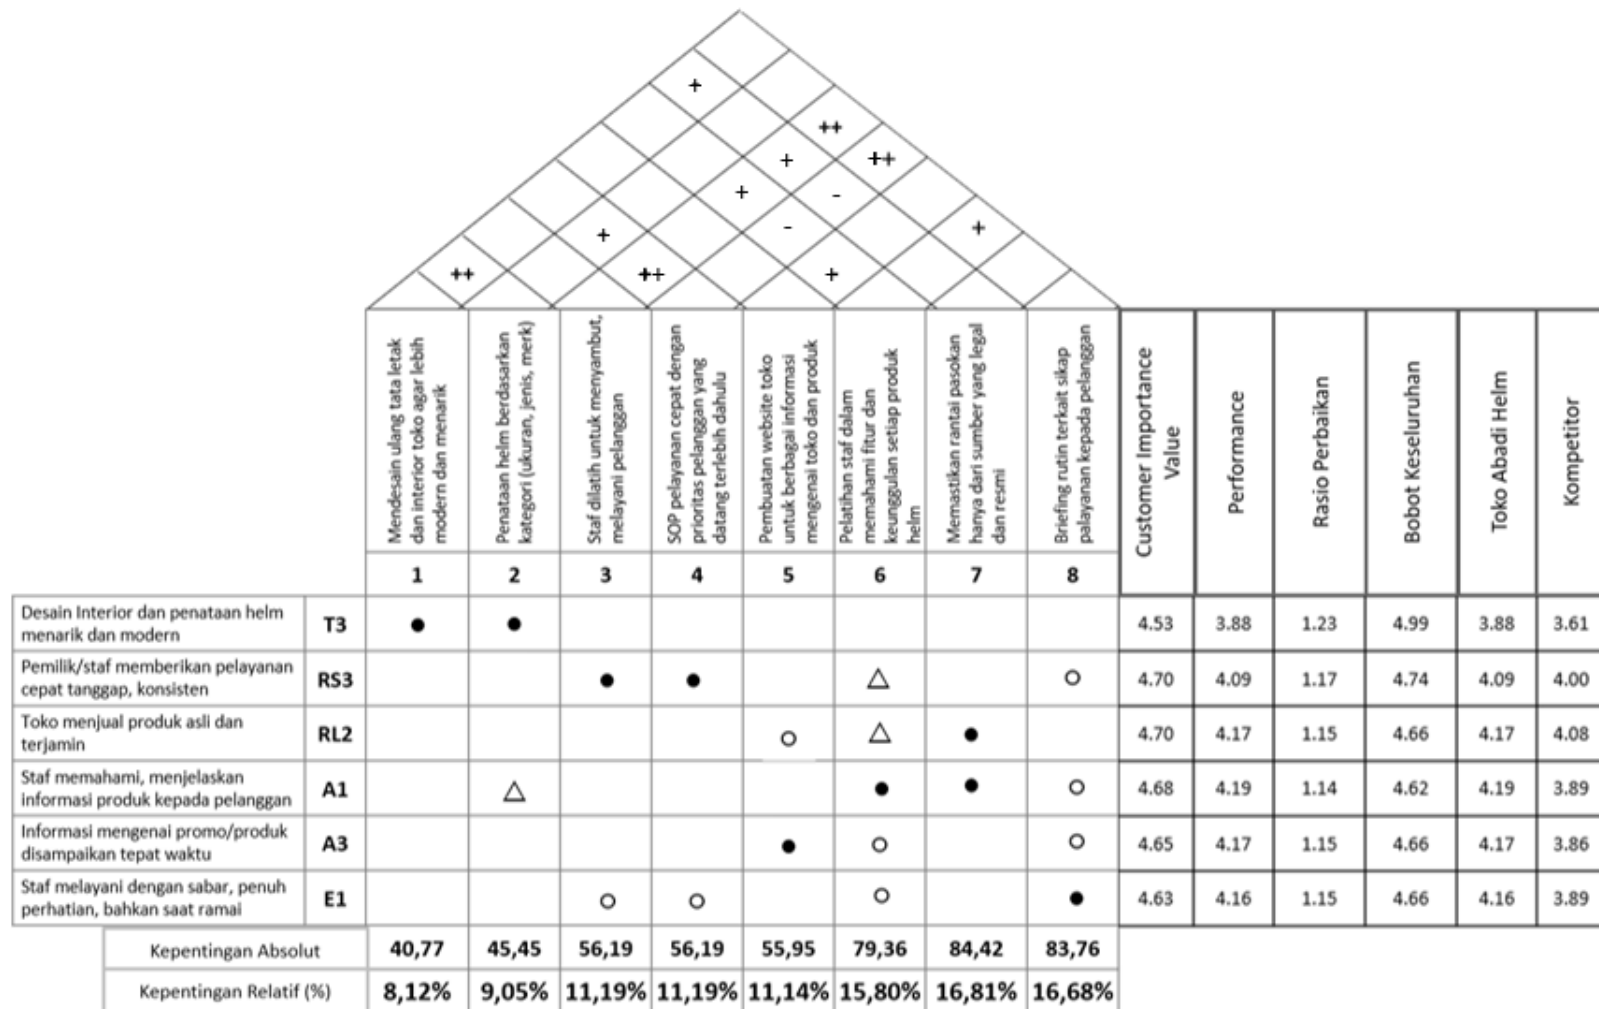 +
++
+ ++
+ -
+ - +
++ ++ +
Mendesain ulang tata letak
dan interior toko agar lebih
modern dan menarik
Penataan helm berdasarkan
kategori (ukuran, jenis, merk)
Staf dilatih untuk menyambut,
melayani pelanggan
SOP pelayanan cepat dengan
prioritas pelanggan yang
datang terlebih dahulu
Pembuatan website toko
untuk berbagai informasi
mengenai toko dan produk
Pelatihan staf dalam
memahami fitur dan
keunggulan setiap produk
helm
Memastikan rantai pasokan
hanya dari sumber yang legal
dan resmi
Briefing rutin terkait sikap
palayanan kepada pelanggan
Customer Importance
Value
Performance
Rasio Perbaikan
Bobot Keseluruhan
Toko Abadi Helm
Kompetitor
1 2 3 4 5 6 7 8
Desain Interior dan penataan helm
menarik dan modern
T3 ● ● 4.53 3.88 1.23 4.99 3.88 3.61
Pemilik/staf memberikan pelayanan
cepat tanggap, konsisten
RS3 ● ● △ ○ 4.70 4.09 1.17 4.74 4.09 4.00
Toko menjual produk asli dan
terjamin
RL2 ○ △ ● 4.70 4.17 1.15 4.66 4.17 4.08
Staf memahami, menjelaskan
informasi produk kepada pelanggan
A1 △ ● ● ○ 4.68 4.19 1.14 4.62 4.19 3.89
Informasi mengenai promo/produk
disampaikan tepat waktu
A3 ● ○ ○ 4.65 4.17 1.15 4.66 4.17 3.86
Staf melayani dengan sabar, penuh
perhatian, bahkan saat ramai
E1 ○ ○ ○ ● 4.63 4.16 1.15 4.66 4.16 3.89
Kepentingan Absolut 40,77 45,45 56,19 56,19 55,95 79,36 84,42 83,76
Kepentingan Relatif (%) 8,12% 9,05% 11,19% 11,19% 11,14% 15,80% 16,81% 16,68%